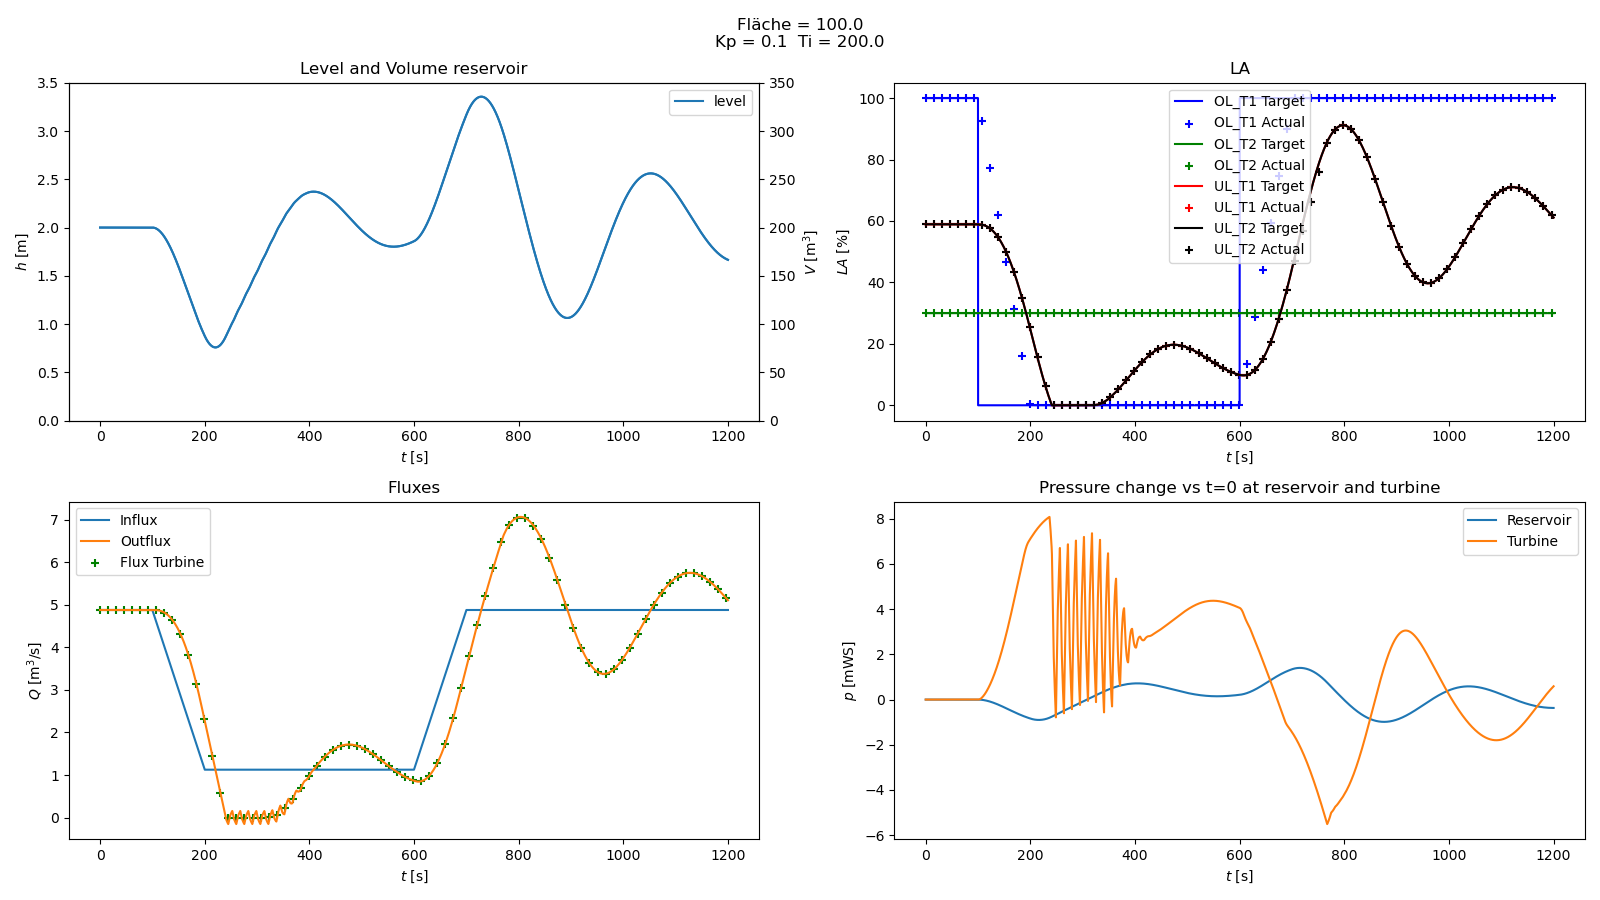 Fläche = 100.0
Kp = 0.1  Ti = 200.0
Level and Volume reservoir
level
3.5
3.0
2.5
2.0
1.5
1.0
0.5
0.0
h [m]
350
300
250
200
150
100
50
0
V [m³]
0 200 400 600 800 1000 1200
t [s]
LA
OL_T1 Target
OL_T1 Actual
OL_T2 Target
OL_T2 Actual
UL_T1 Target
UL_T1 Actual
UL_T2 Target
UL_T2 Actual
100
80
60
40
20
0
LA [%]
0 200 400 600 800 1000 1200
t [s]
Fluxes
Influx
Outflux
Flux Turbine
7
6
5
4
3
2
1
0
Q [m³/s]
0 200 400 600 800 1000 1200
t [s]
Pressure change vs t=0 at reservoir and turbine
Reservoir
Turbine
8
6
4
2
0
−2
−4
−6
p [mWS]
0 200 400 600 800 1000 1200
t [s]